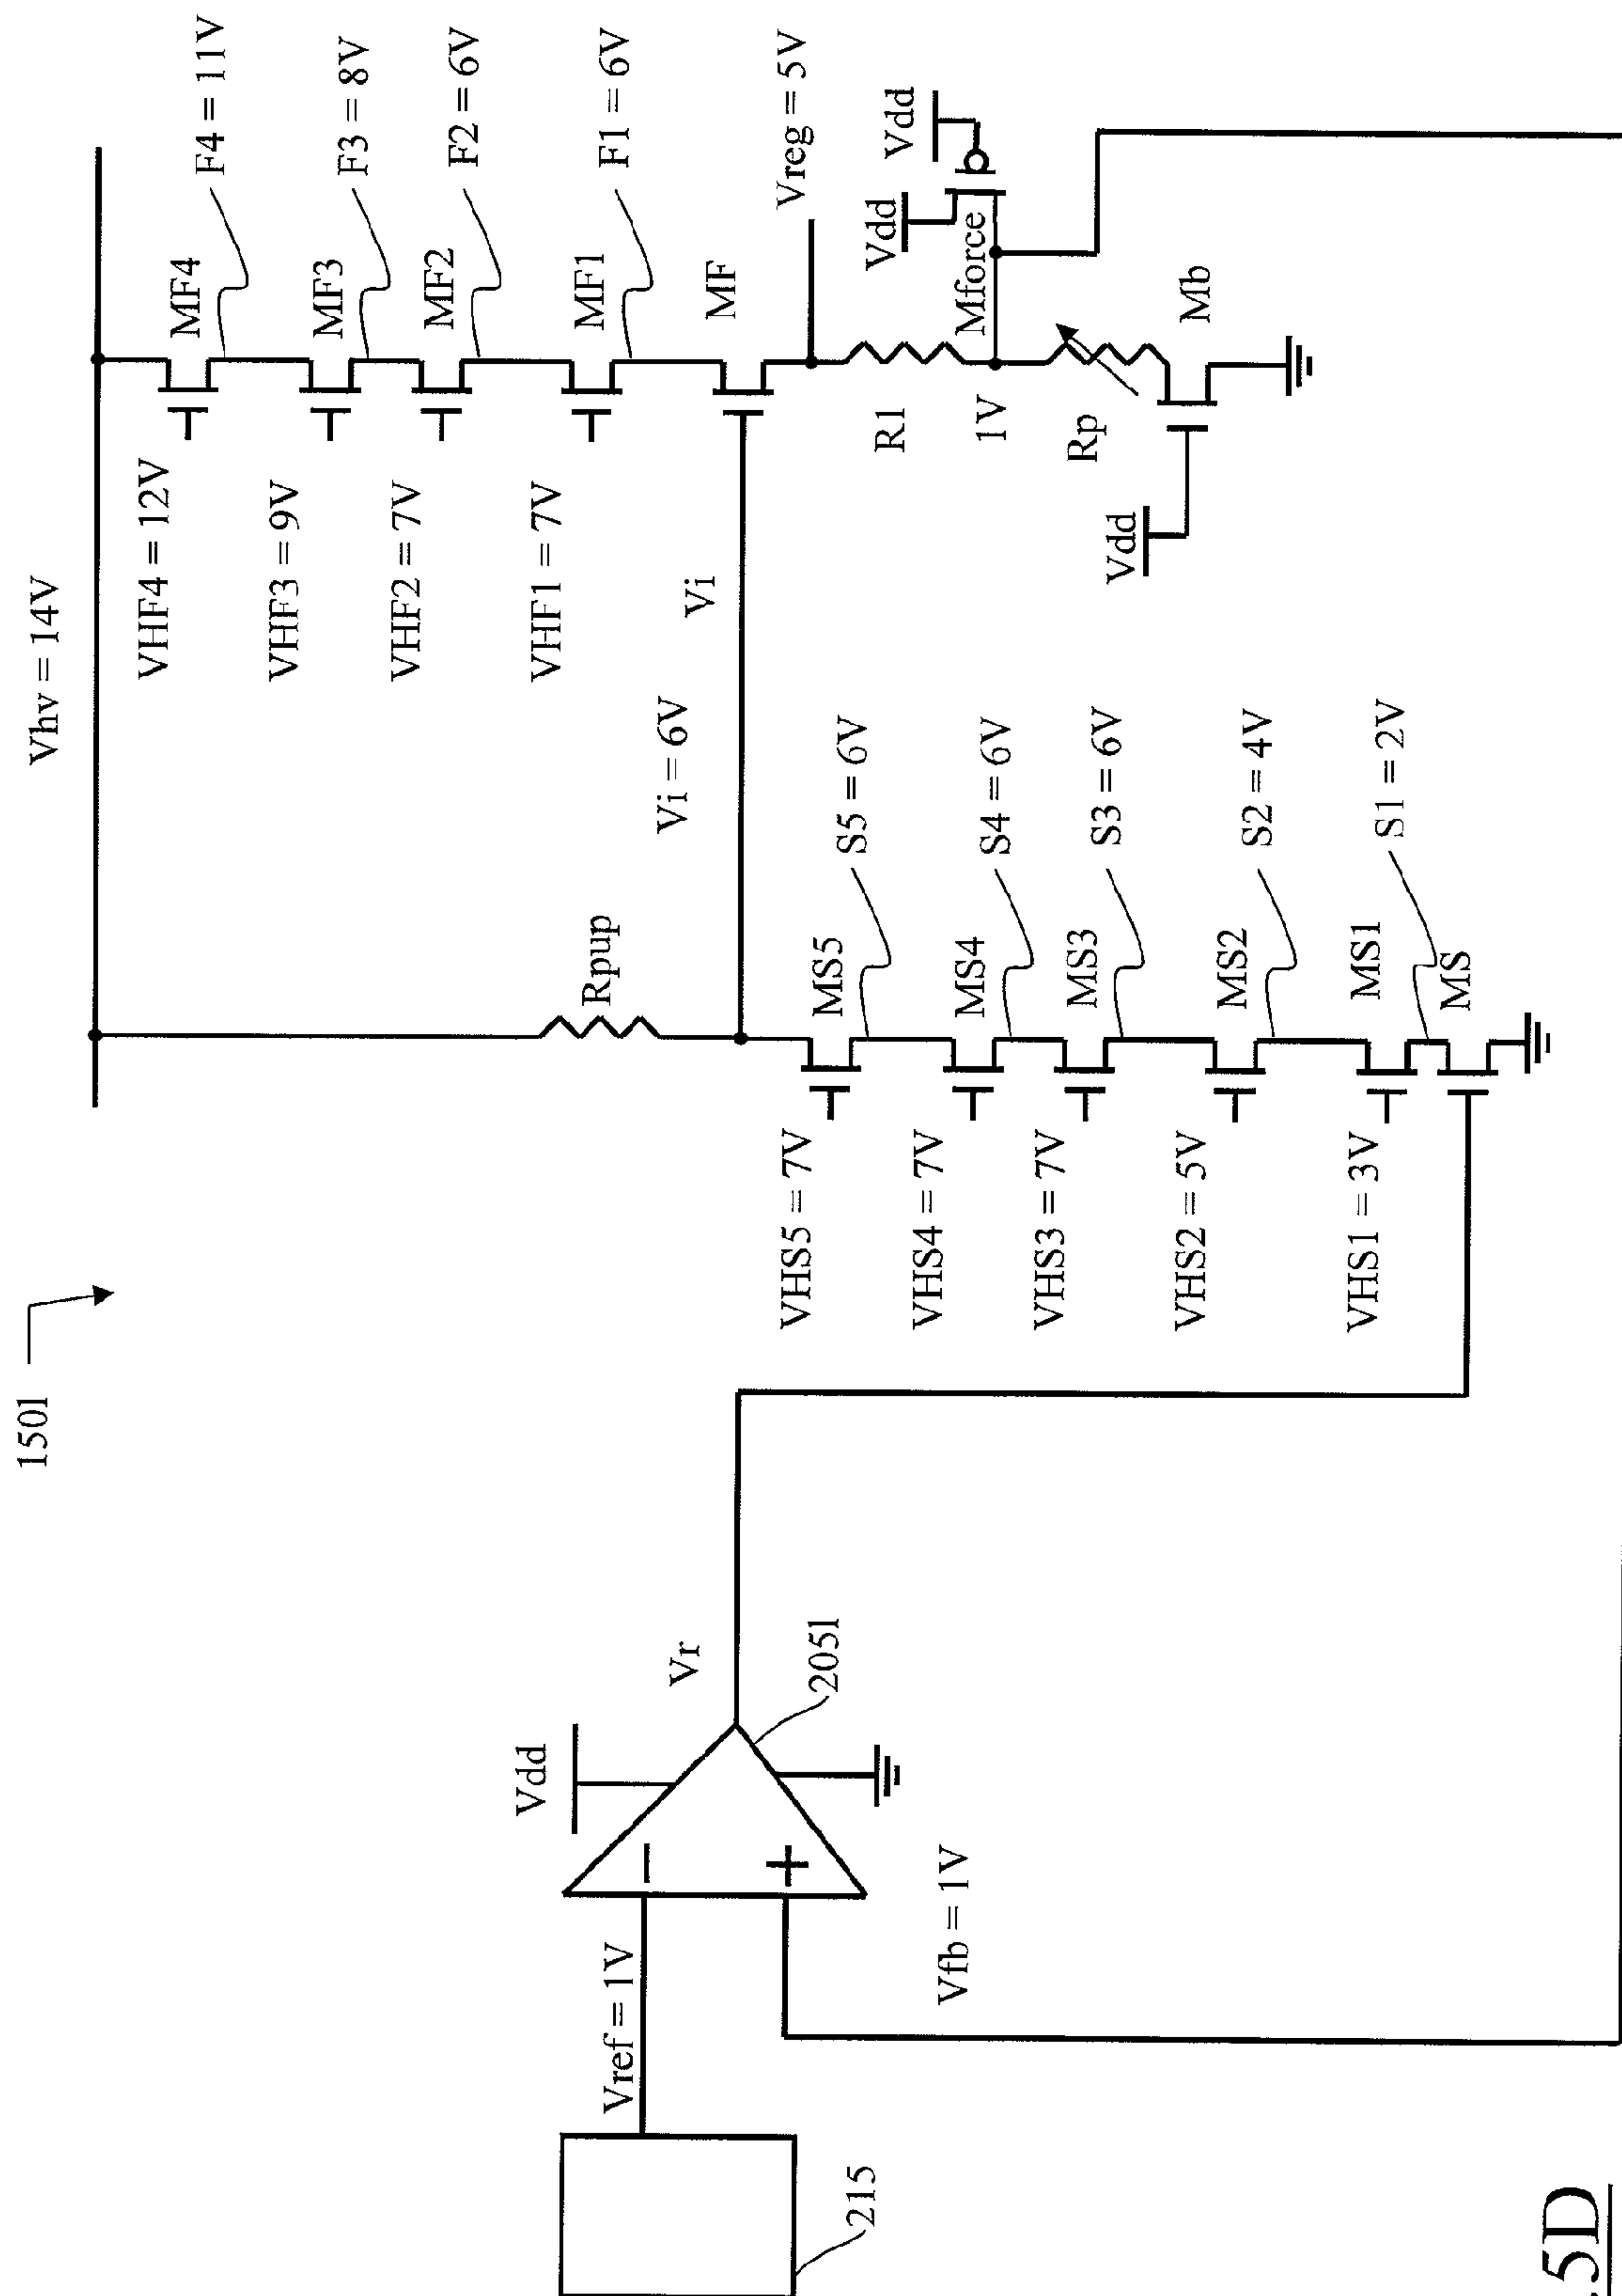 1501
Vhv = 14V
VHF4 = 12V
MF4
F4 = 11V
VHF3 = 9V
MF3
F3 = 8V
VHF2 = 7V
MF2
F2 = 6V
VHF1 = 7V
MF1
F1 = 6V
Rpup
Vi = 6V
Vi
MF
Vreg = 5V
R1
1V
Mforce
Vdd
Vdd
Rp
Mb
Vdd
VHS5 = 7V
MS5
S5 = 6V
VHS4 = 7V
MS4
S4 = 6V
VHS3 = 7V
MS3
S3 = 6V
VHS2 = 5V
MS2
S2 = 4V
VHS1 = 3V
MS1
S1 = 2V
MS
Vdd
Vr
2051
−
+
Vref = 1V
Vfb = 1V
215
5D